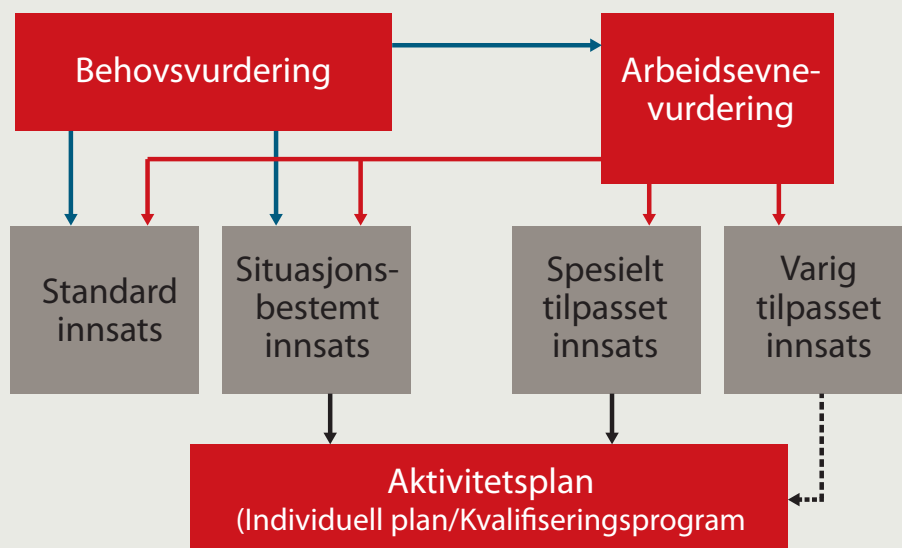 Behovsvurdering
Arbeidsevne-
vurdering
Standard
innsats
Situasjons-
bestemt
innsats
Spesielt
tilpasset
innsats
Varig
tilpasset
innsats
Aktivitetsplan
(Individuell plan/Kvalifiseringsprogram